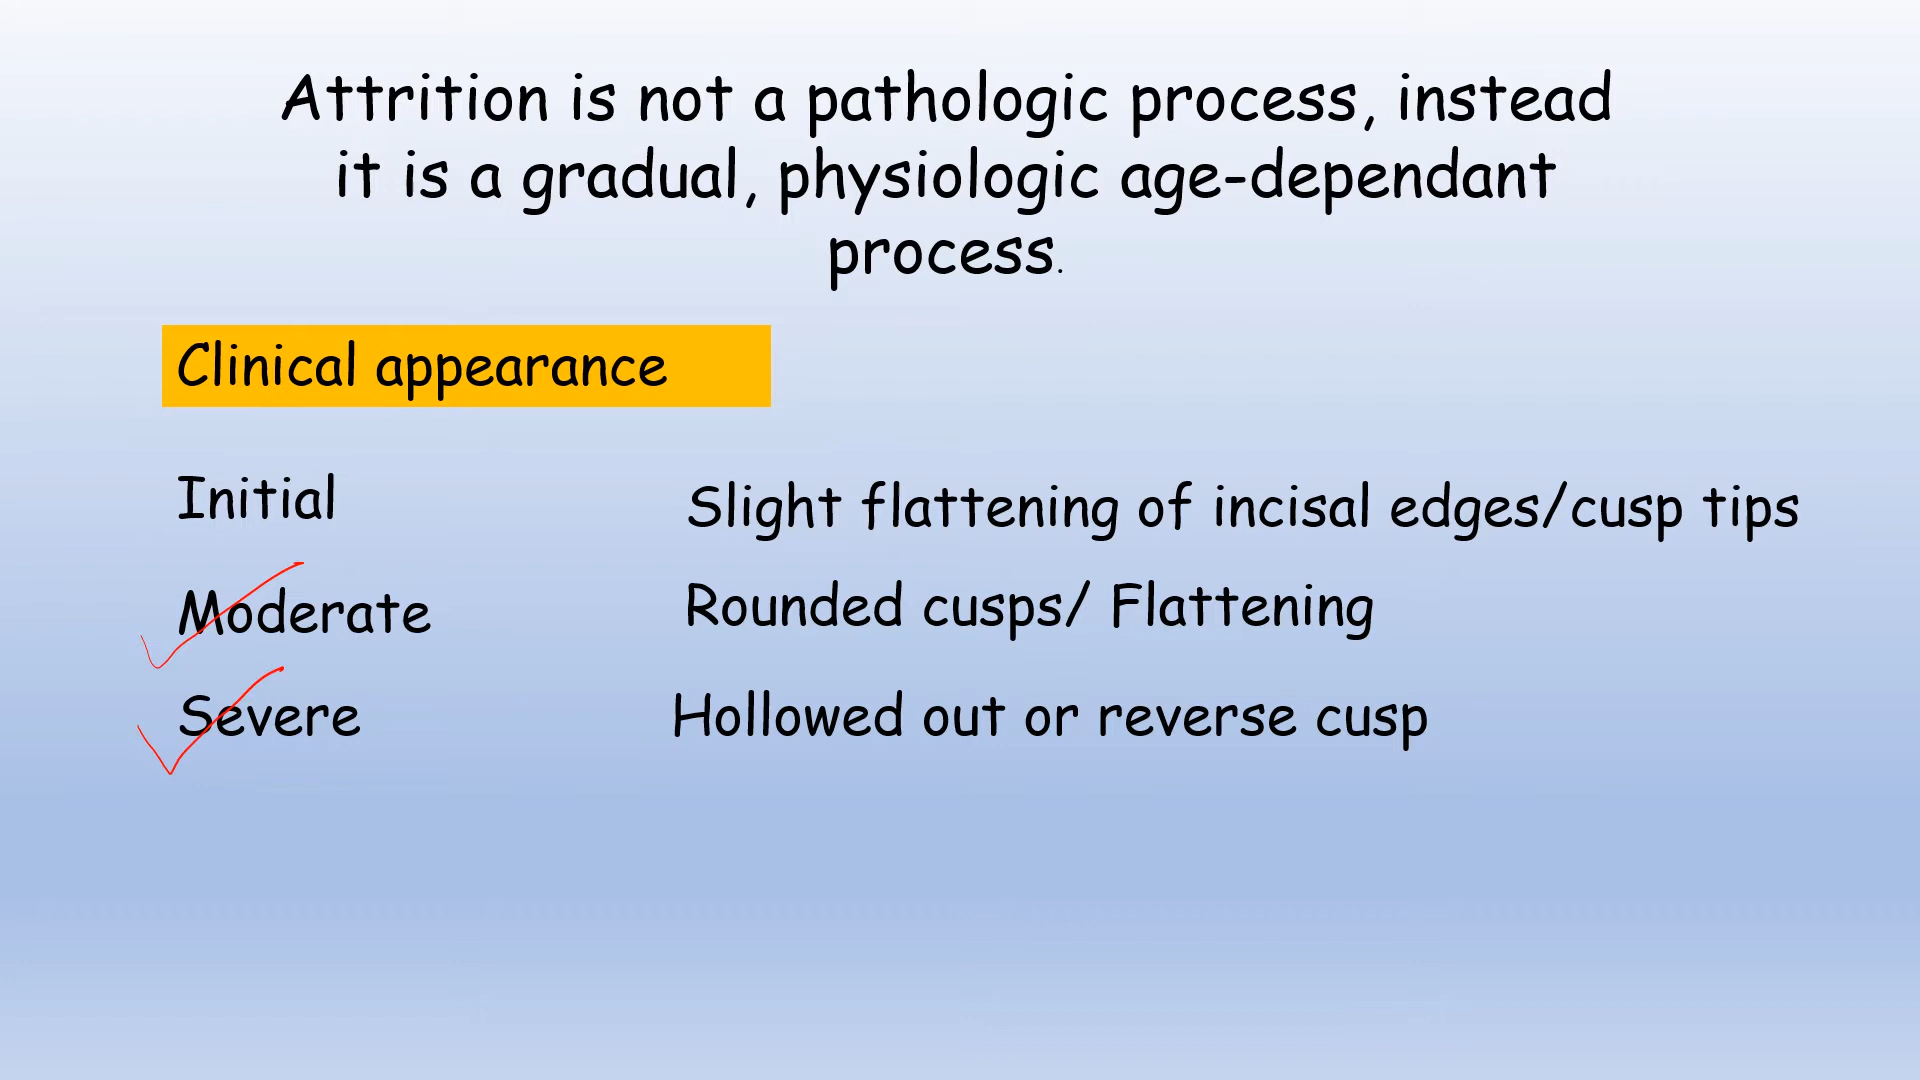 Attrition is not a pathologic process, instead
it is a gradual, physiologic age-dependant
process.
Clinical appearance
Initial
Slight flattening of incisal edges/cusp tips
Moderate
Rounded cusps/ Flattening
Severe
Hollowed out or reverse cusp